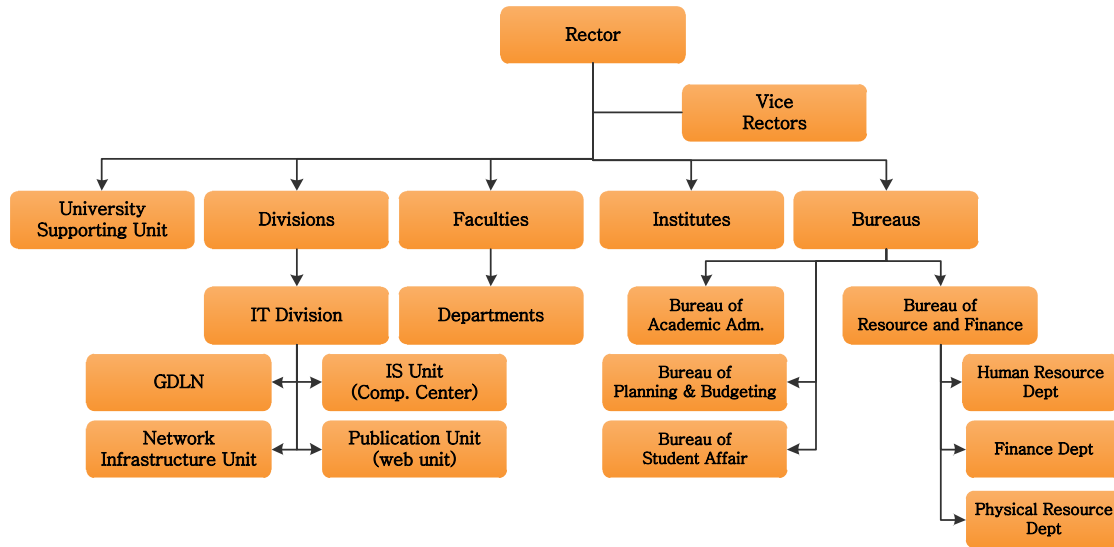 Rector
Vice
Rectors
University
Supporting Unit
Divisions
Faculties
Institutes
Bureaus
IT Division
Departments
Bureau of
Academic Adm.
Bureau of
Resource and Finance
GDLN
IS Unit
(Comp. Center)
Bureau of
Planning & Budgeting
Human Resource
Dept
Network
Infrastructure Unit
Publication Unit
(web unit)
Bureau of
Student Affair
Finance Dept
Physical Resource
Dept